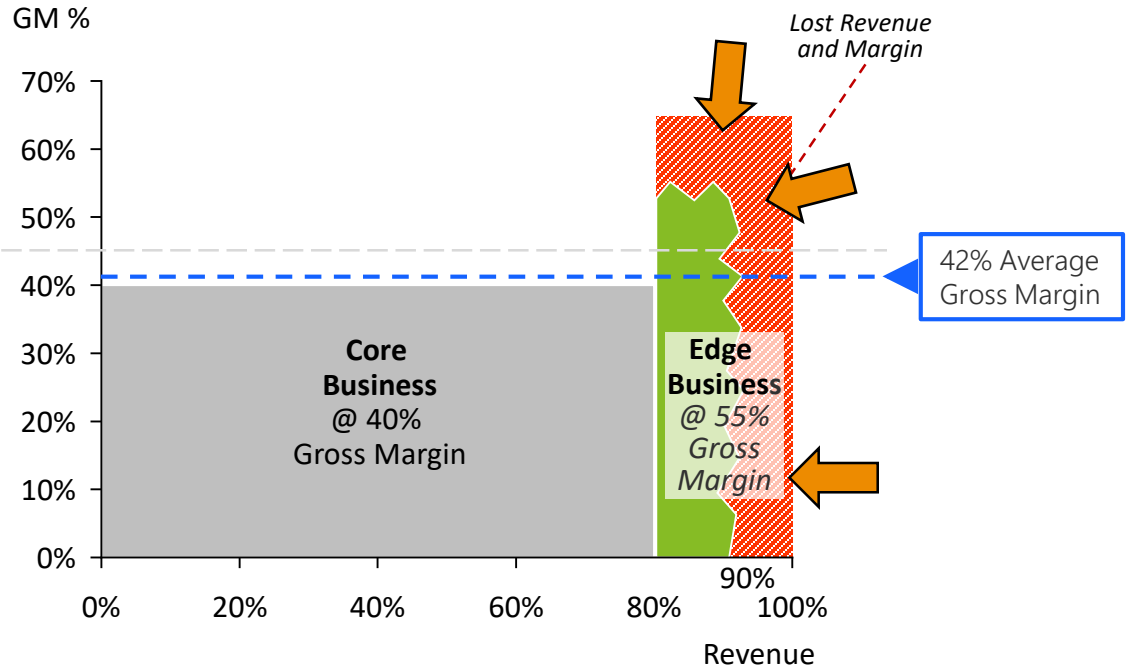 GM %
Lost Revenue
and Margin
70%
60%
50%
40%
30%
20%
10%
0%
42% Average
Gross Margin
Core
Business
@ 40%
Gross Margin
Edge
Business
@ 55%
Gross
Margin
90%
0%
20%
40%
60%
80%
100%
Revenue